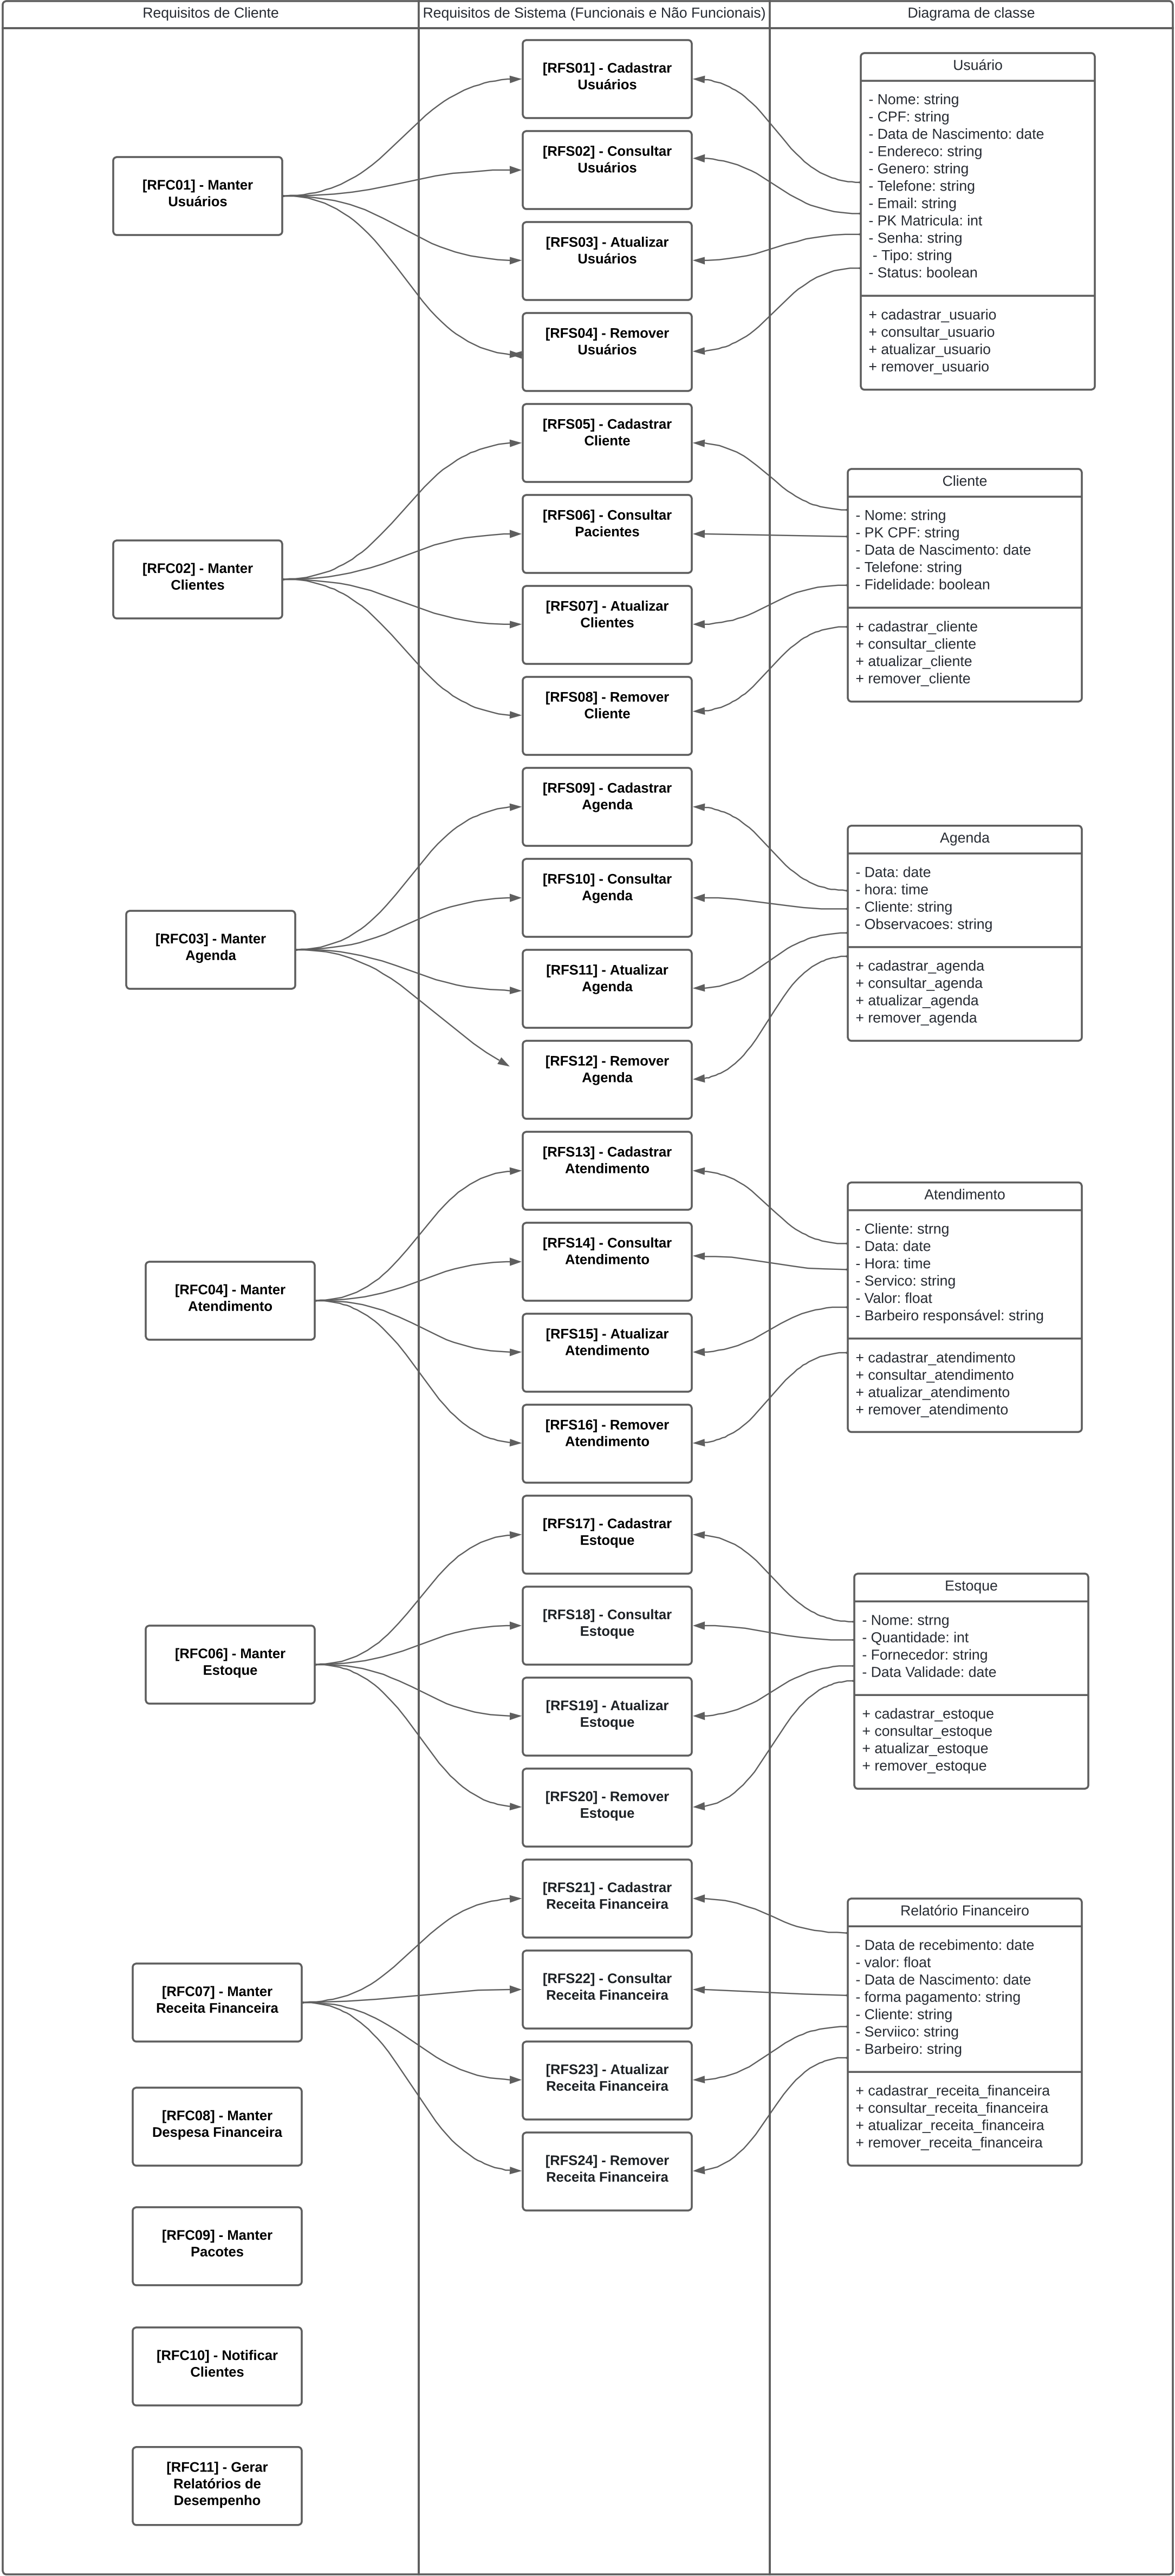 Requisitos de Cliente
Requisitos de Sistema (Funcionais e Não Funcionais)
Diagrama de classe
[RFC01] - Manter
Usuários
[RFS01] - Cadastrar
Usuários
[RFS02] - Consultar
Usuários
[RFS03] - Atualizar
Usuários
[RFS04] - Remover
Usuários
Usuário
- Nome: string
- CPF: string
- Data de Nascimento: date
- Endereco: string
- Genero: string
- Telefone: string
- Email: string
- PK Matricula: int
- Senha: string
- Tipo: string
- Status: boolean
+ cadastrar_usuario
+ consultar_usuario
+ atualizar_usuario
+ remover_usuario
[RFC02] - Manter
Clientes
[RFS05] - Cadastrar
Cliente
[RFS06] - Consultar
Pacientes
[RFS07] - Atualizar
Clientes
[RFS08] - Remover
Cliente
Cliente
- Nome: string
- PK CPF: string
- Data de Nascimento: date
- Telefone: string
- Fidelidade: boolean
+ cadastrar_cliente
+ consultar_cliente
+ atualizar_cliente
+ remover_cliente
[RFC03] - Manter
Agenda
[RFS09] - Cadastrar
Agenda
[RFS10] - Consultar
Agenda
[RFS11] - Atualizar
Agenda
[RFS12] - Remover
Agenda
Agenda
- Data: date
- hora: time
- Cliente: string
- Observacoes: string
+ cadastrar_agenda
+ consultar_agenda
+ atualizar_agenda
+ remover_agenda
[RFC04] - Manter
Atendimento
[RFS13] - Cadastrar
Atendimento
[RFS14] - Consultar
Atendimento
[RFS15] - Atualizar
Atendimento
[RFS16] - Remover
Atendimento
Atendimento
- Cliente: strng
- Data: date
- Hora: time
- Servico: string
- Valor: float
- Barbeiro responsável: string
+ cadastrar_atendimento
+ consultar_atendimento
+ atualizar_atendimento
+ remover_atendimento
[RFC06] - Manter
Estoque
[RFS17] - Cadastrar
Estoque
[RFS18] - Consultar
Estoque
[RFS19] - Atualizar
Estoque
[RFS20] - Remover
Estoque
Estoque
- Nome: strng
- Quantidade: int
- Fornecedor: string
- Data Validade: date
+ cadastrar_estoque
+ consultar_estoque
+ atualizar_estoque
+ remover_estoque
[RFC07] - Manter
Receita Financeira
[RFS21] - Cadastrar
Receita Financeira
[RFS22] - Consultar
Receita Financeira
[RFS23] - Atualizar
Receita Financeira
[RFS24] - Remover
Receita Financeira
Relatório Financeiro
- Data de recebimento: date
- valor: float
- Data de Nascimento: date
- forma pagamento: string
- Cliente: string
- Serviico: string
- Barbeiro: string
+ cadastrar_receita_financeira
+ consultar_receita_financeira
+ atualizar_receita_financeira
+ remover_receita_financeira
[RFC08] - Manter
Despesa Financeira
[RFC09] - Manter
Pacotes
[RFC10] - Notificar
Clientes
[RFC11] - Gerar
Relatórios de
Desempenho